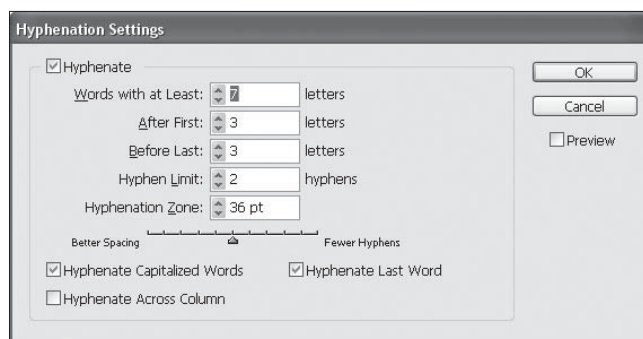 Hyphenation Settings
Hyphenate
Words with at Least: 7 letters
After First: 3 letters
Before Last: 3 letters
Hyphen Limit: 2 hyphens
Hyphenation Zone: 36 pt
Better Spacing Fewer Hyphens
Hyphenate Capitalized Words Hyphenate Last Word
Hyphenate Across Column
OK
Cancel
Preview